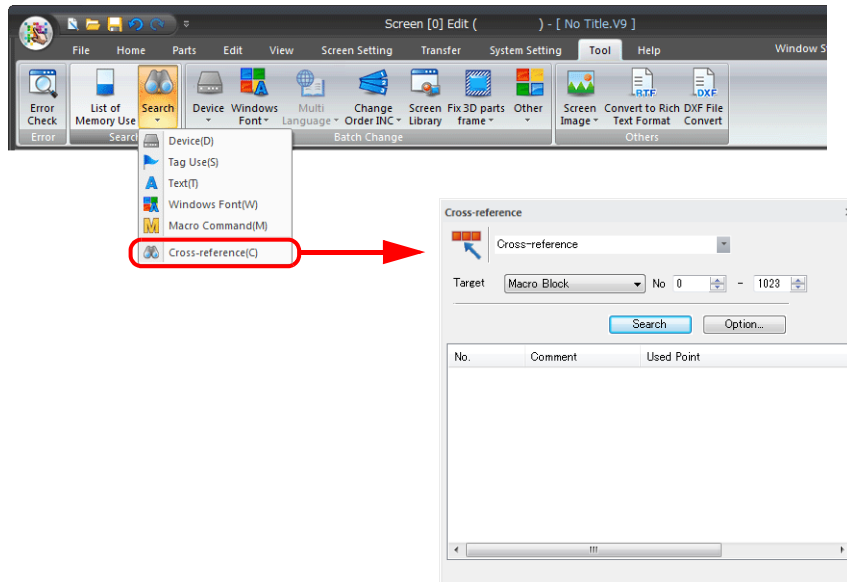 Screen [0] Edit ( ) - [ No Title.V9 ]
File Home Parts Edit View Screen Setting Transfer System Setting Tool Help Window S
Error Check
List of Memory Use
Search
Device
Windows Font
Multi Language
Change Order INC
Screen Library
Fix 3D parts frame
Other
Screen Image
Convert to Rich Text Format
DXF File Convert
RTF
DXF
Error Search Batch Change Others
Device(D)
Tag Use(S)
Text(T)
Windows Font(W)
Macro Command(M)
Cross-reference(C)
Cross-reference
Cross-reference
Target Macro Block No 0 - 1023
Search Option...
No. Comment Used Point